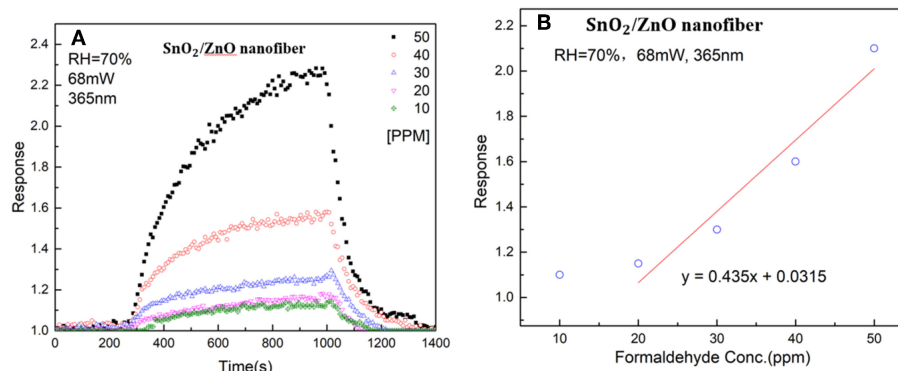 A
SnO2/ZnO nanofiber
RH=70%
68mW
365nm
50
40
30
20
10
[PPM]
Response
2.4
2.2
2.0
1.8
1.6
1.4
1.2
1.0
0 200 400 600 800 1000 1200 1400
Time(s)
B
SnO2/ZnO nanofiber
RH=70%, 68mW, 365nm
Response
2.2
2.0
1.8
1.6
1.4
1.2
1.0
y = 0.435x + 0.0315
10 20 30 40 50
Formaldehyde Conc.(ppm)